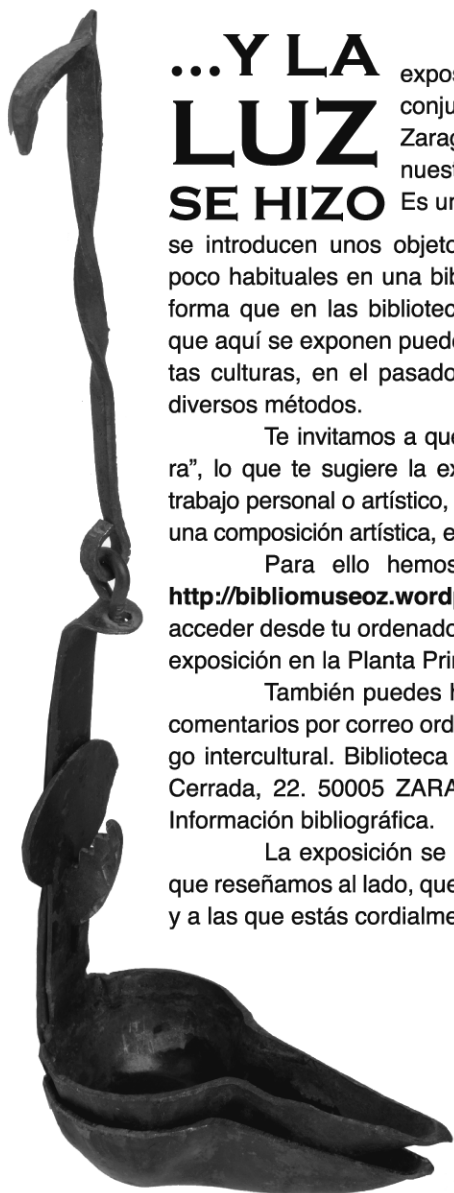 ...Y LA
LUZ
SE HIZO
expos
conju
Zarag
nuest
Es ur
se introducen unos objeto
poco habituales en una bib
forma que en las bibliotec
que aquí se exponen puede
tas culturas, en el pasado
diversos métodos.
Te invitamos a que
ra”, lo que te sugiere la ex
trabajo personal o artístico,
una composición artística, e
Para ello hemos
http://bibliomuseoz.wordp
acceder desde tu ordenado
exposición en la Planta Prin
También puedes h
comentarios por correo ord
go intercultural. Biblioteca
Cerrada, 22. 50005 ZARA
Información bibliográfica.
La exposición se
que reseñamos al lado, que
y a las que estás cordialme